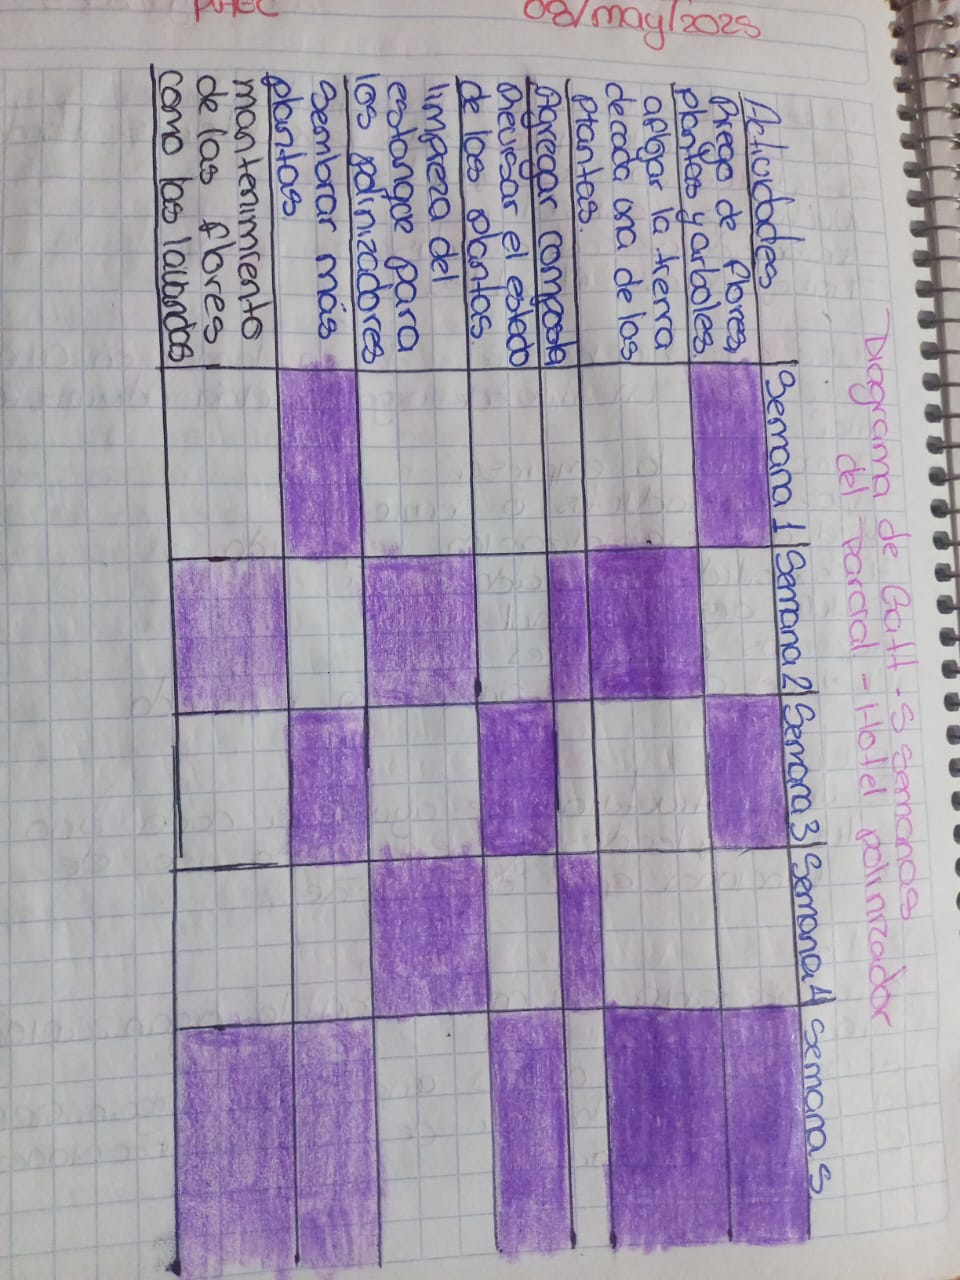 08/may/2025
Diagrama de Gatt - 5 semanas
del parcial - Hotel polinizador
Actividades
Semana 1
Semana 2
Semana 3
Semana 4
Semana 5
Riego de flores,
plantas y arboles.
aflojar la tierra
de cada una de las
plantas.
Agregar composta
Revisar el estado
de las plantas.
limpieza del
estanque para
los polinizadores
Sembrar más
plantas
mantenimiento
de las flores
como las lavandas